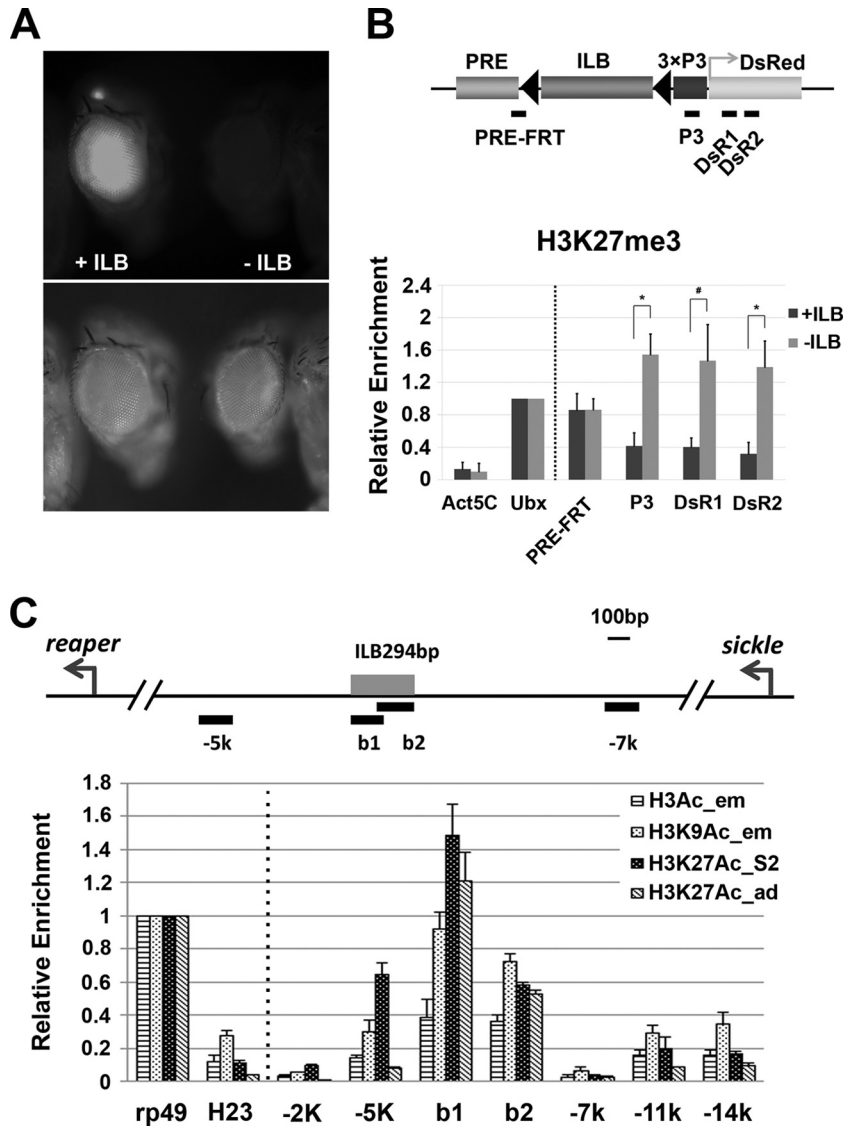 A
+ ILB
- ILB
B
PRE
ILB
3×P3
DsRed
PRE-FRT
P3
DsR1
DsR2
H3K27me3
Relative Enrichment
2.4
2
1.6
1.2
0.8
0.4
0
*
#
*
+ILB
-ILB
Act5C
Ubx
PRE-FRT
P3
DsR1
DsR2
C
reaper
ILB294bp
100bp
sickle
-5k
b1
b2
-7k
Relative Enrichment
1.8
1.6
1.4
1.2
1
0.8
0.6
0.4
0.2
0
H3Ac_em
H3K9Ac_em
H3K27Ac_S2
H3K27Ac_ad
rp49
H23
-2K
-5K
b1
b2
-7k
-11k
-14k